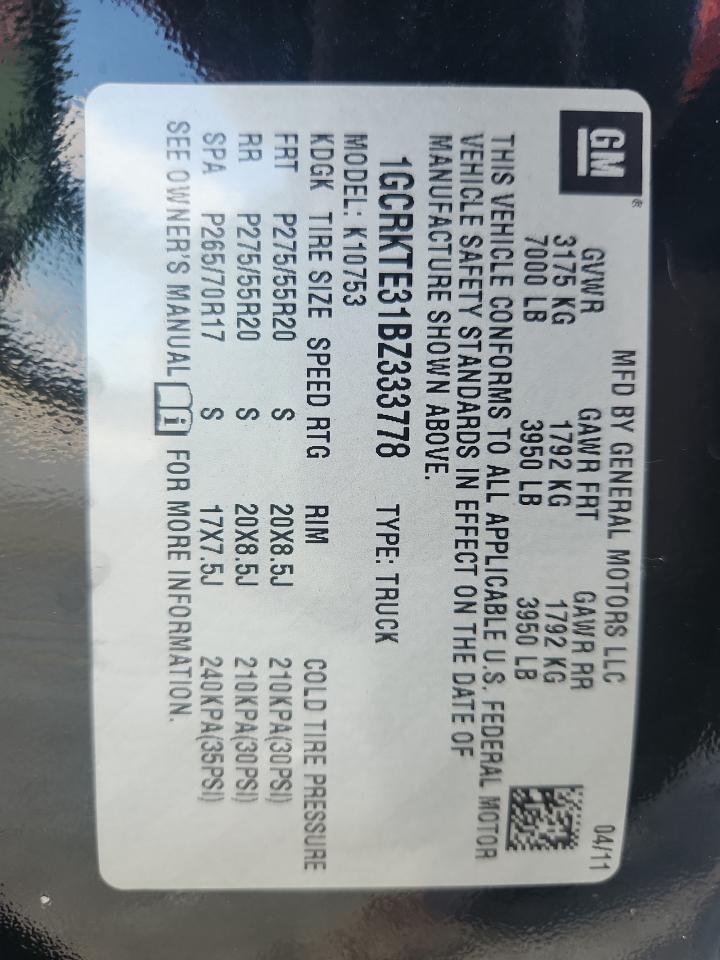 GM®
MFD BY GENERAL MOTORS LLC 04/11
GVWR GAWR FRT GAWR RR
3175 KG 1792 KG 1792 KG
7000 LB 3950 LB 3950 LB
THIS VEHICLE CONFORMS TO ALL APPLICABLE U.S. FEDERAL MOTOR
VEHICLE SAFETY STANDARDS IN EFFECT ON THE DATE OF
MANUFACTURE SHOWN ABOVE.
1GCRKTE31BZ333778 TYPE: TRUCK
MODEL: K10753
KDGK TIRE SIZE SPEED RTG RIM COLD TIRE PRESSURE
FRT P275/55R20 S 20X8.5J 210KPA(30PSI)
RR P275/55R20 S 20X8.5J 210KPA(30PSI)
SPA P265/70R17 S 17X7.5J 240KPA(35PSI)
SEE OWNER'S MANUAL i FOR MORE INFORMATION.